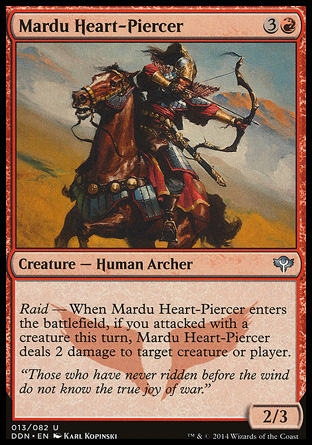 Mardu Heart-Piercer 3
Creature — Human Archer
Raid — When Mardu Heart-Piercer enters
the battlefield, if you attacked with a
creature this turn, Mardu Heart-Piercer
deals 2 damage to target creature or player.
"Those who have never ridden before the wind
do not know the true joy of war."
2/3
013/082 U
DDN • EN Karl Kopinski ™ & © 2014 Wizards of the Coast